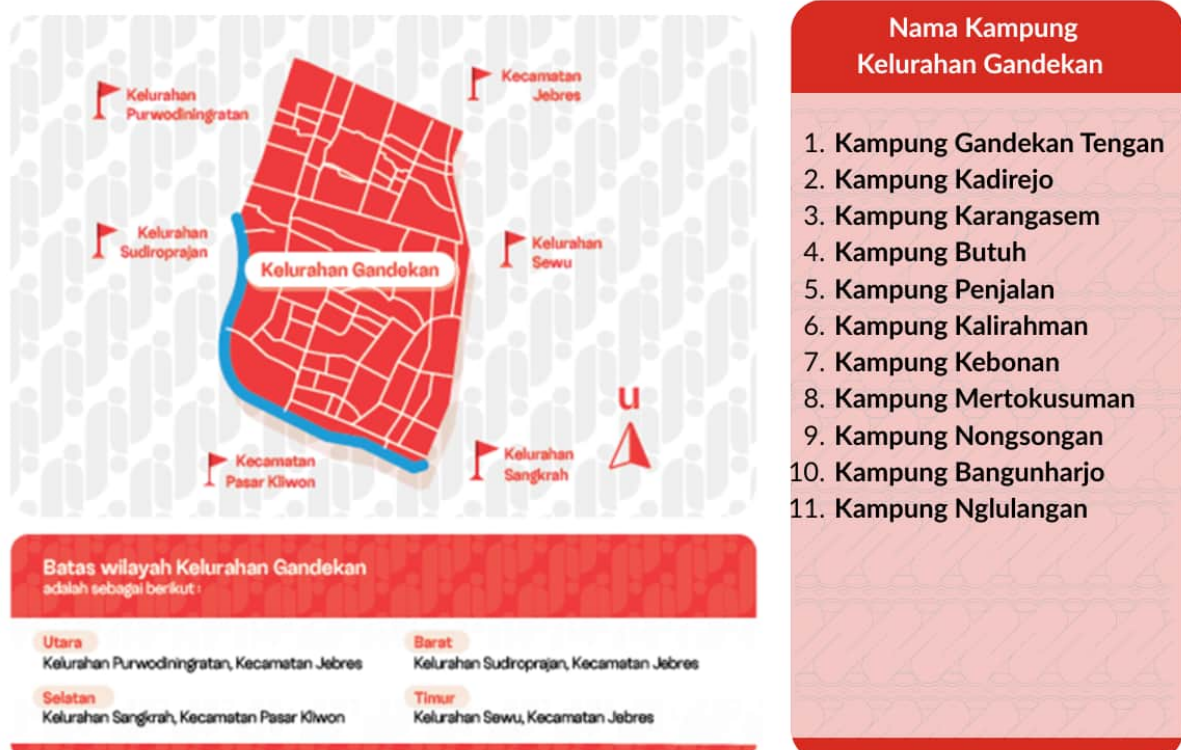 Kelurahan
Purwodiningratan
Kecamatan
Jebres
Kelurahan
Sudiroprajan
Kelurahan Gandekan
Kelurahan
Sewu
u
Kecamatan
Pasar Kliwon
Kelurahan
Sangkrah
Batas wilayah Kelurahan Gandekan
adalah sebagai berikut :
Utara
Kelurahan Purwodiningratan, Kecamatan Jebres
Barat
Kelurahan Sudiroprajan, Kecamatan Jebres
Selatan
Kelurahan Sangkrah, Kecamatan Pasar Kliwon
Timur
Kelurahan Sewu, Kecamatan Jebres
Nama Kampung
Kelurahan Gandekan
1. Kampung Gandekan Tengan
2. Kampung Kadirejo
3. Kampung Karangasem
4. Kampung Butuh
5. Kampung Penjalan
6. Kampung Kalirahman
7. Kampung Kebonan
8. Kampung Mertokusuman
9. Kampung Nongsongan
10. Kampung Bangunharjo
11. Kampung Nglulangan